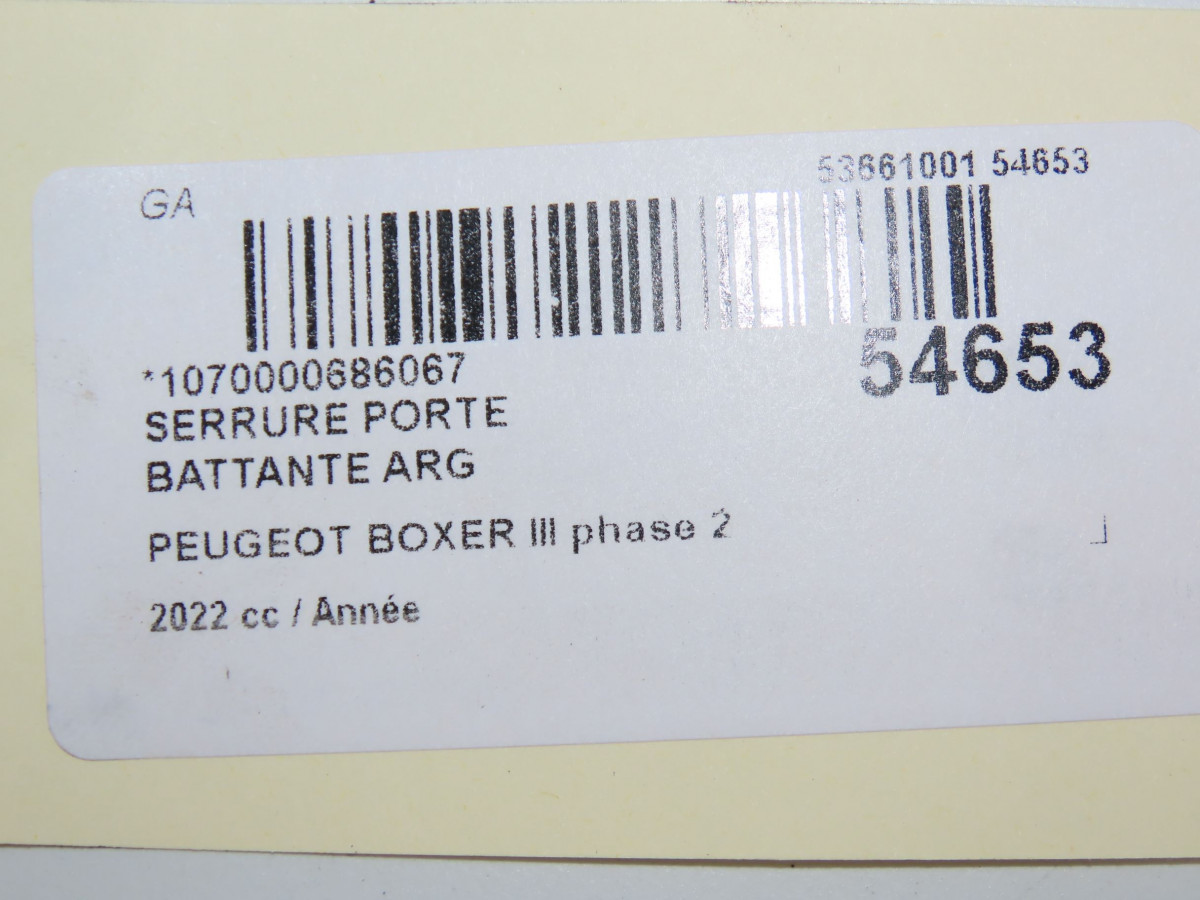 GA
53661001 54653
54653
*1070000686067
SERRURE PORTE
BATTANTE ARG
PEUGEOT BOXER III phase 2
2022 cc / Année